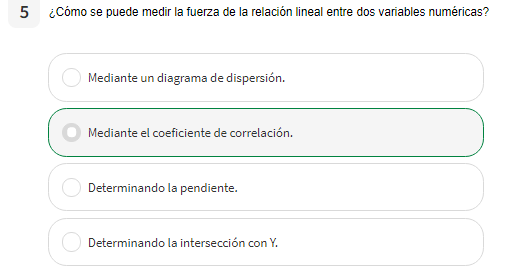 5 ¿Cómo se puede medir la fuerza de la relación lineal entre dos variables numéricas?
Mediante un diagrama de dispersión.
Mediante el coeficiente de correlación.
Determinando la pendiente.
Determinando la intersección con Y.